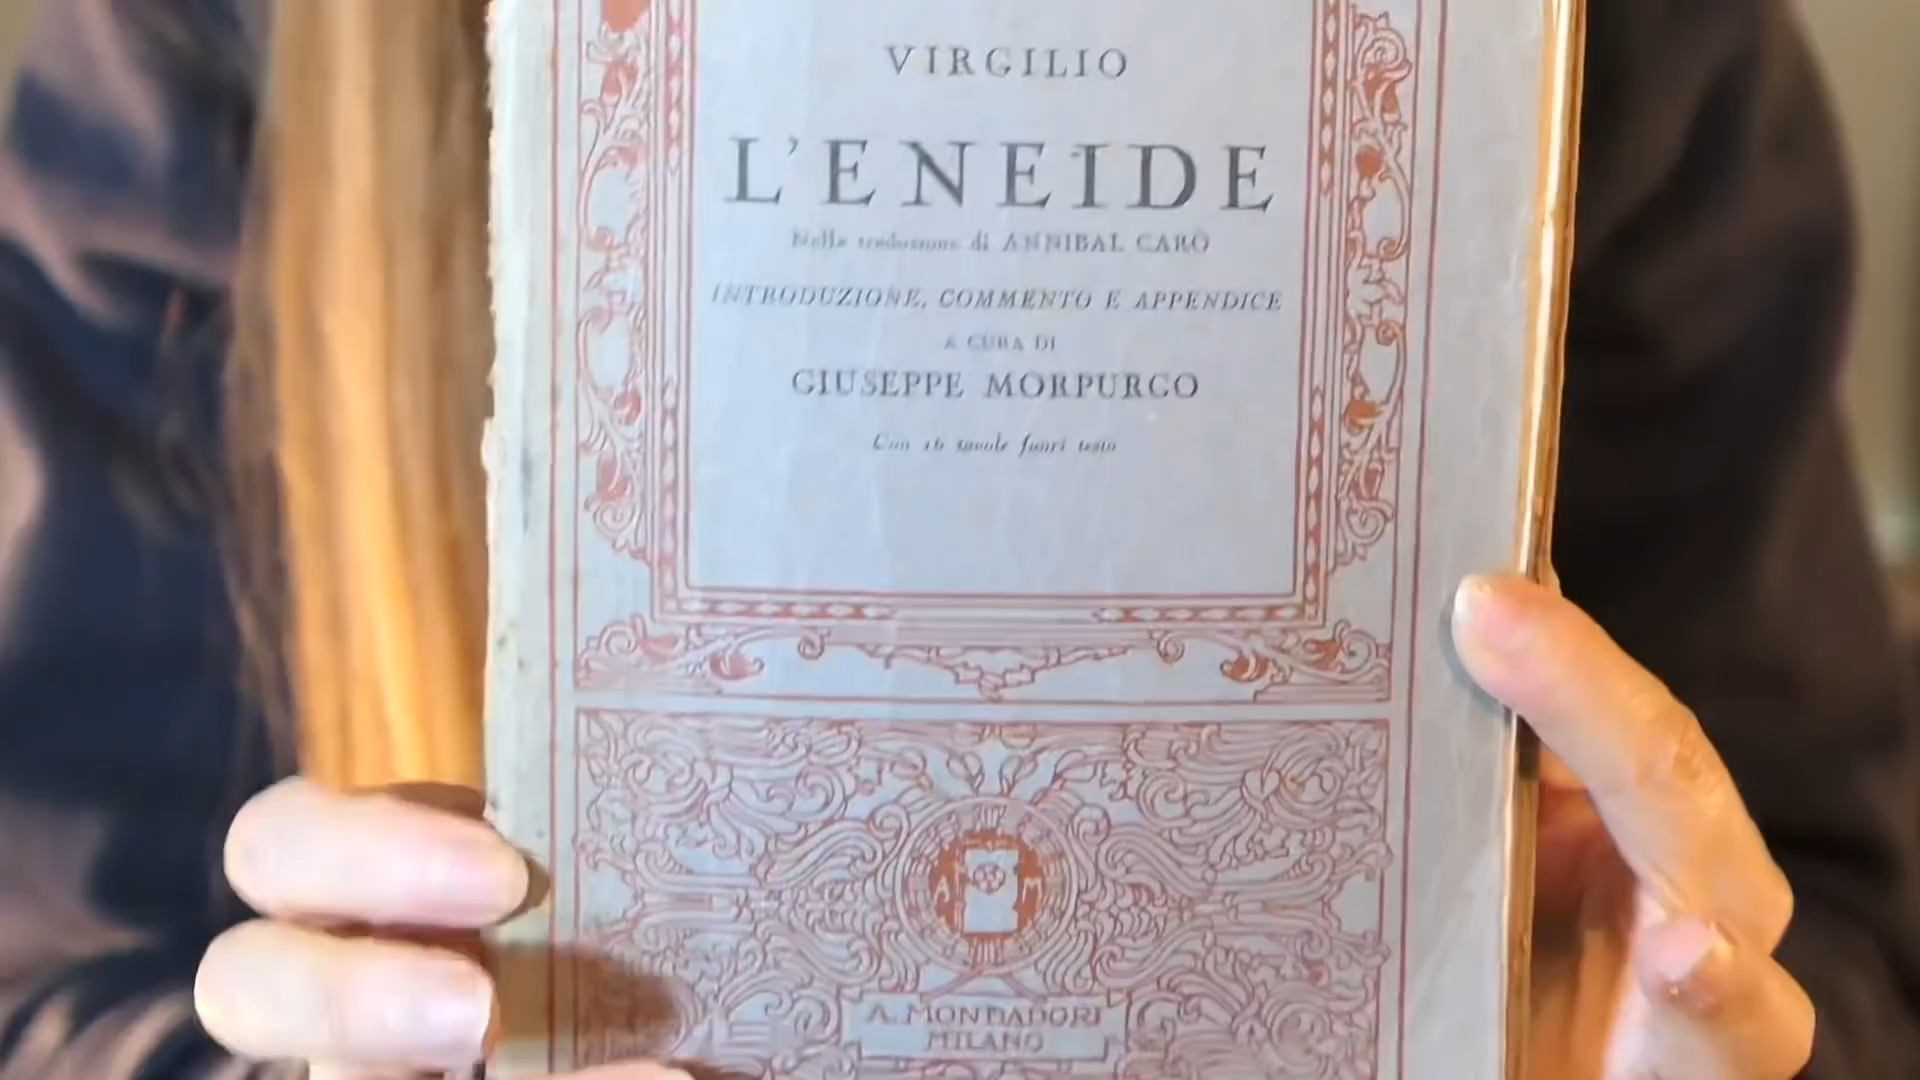 VIRGILIO
L'ENEIDE
Nella traduzione di ANNIBAL CARO
INTRODUZIONE, COMMENTO E APPENDICE
A CURA DI
GIUSEPPE MORPURGO
Con 16 tavole fuori testo
A M
A. MONDADORI
MILANO